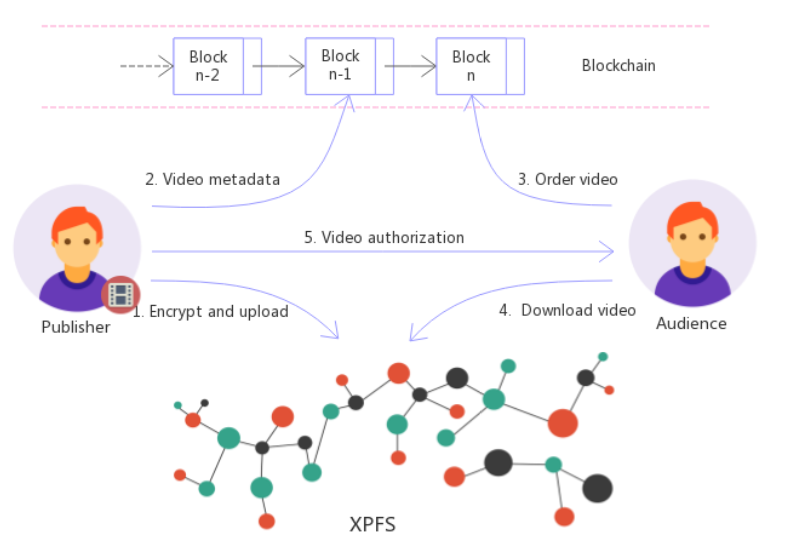 Block
n-2
Block
n-1
Block
n
Blockchain
2. Video metadata
3. Order video
5. Video authorization
1. Encrypt and upload
4. Download video
Publisher
Audience
XPFS